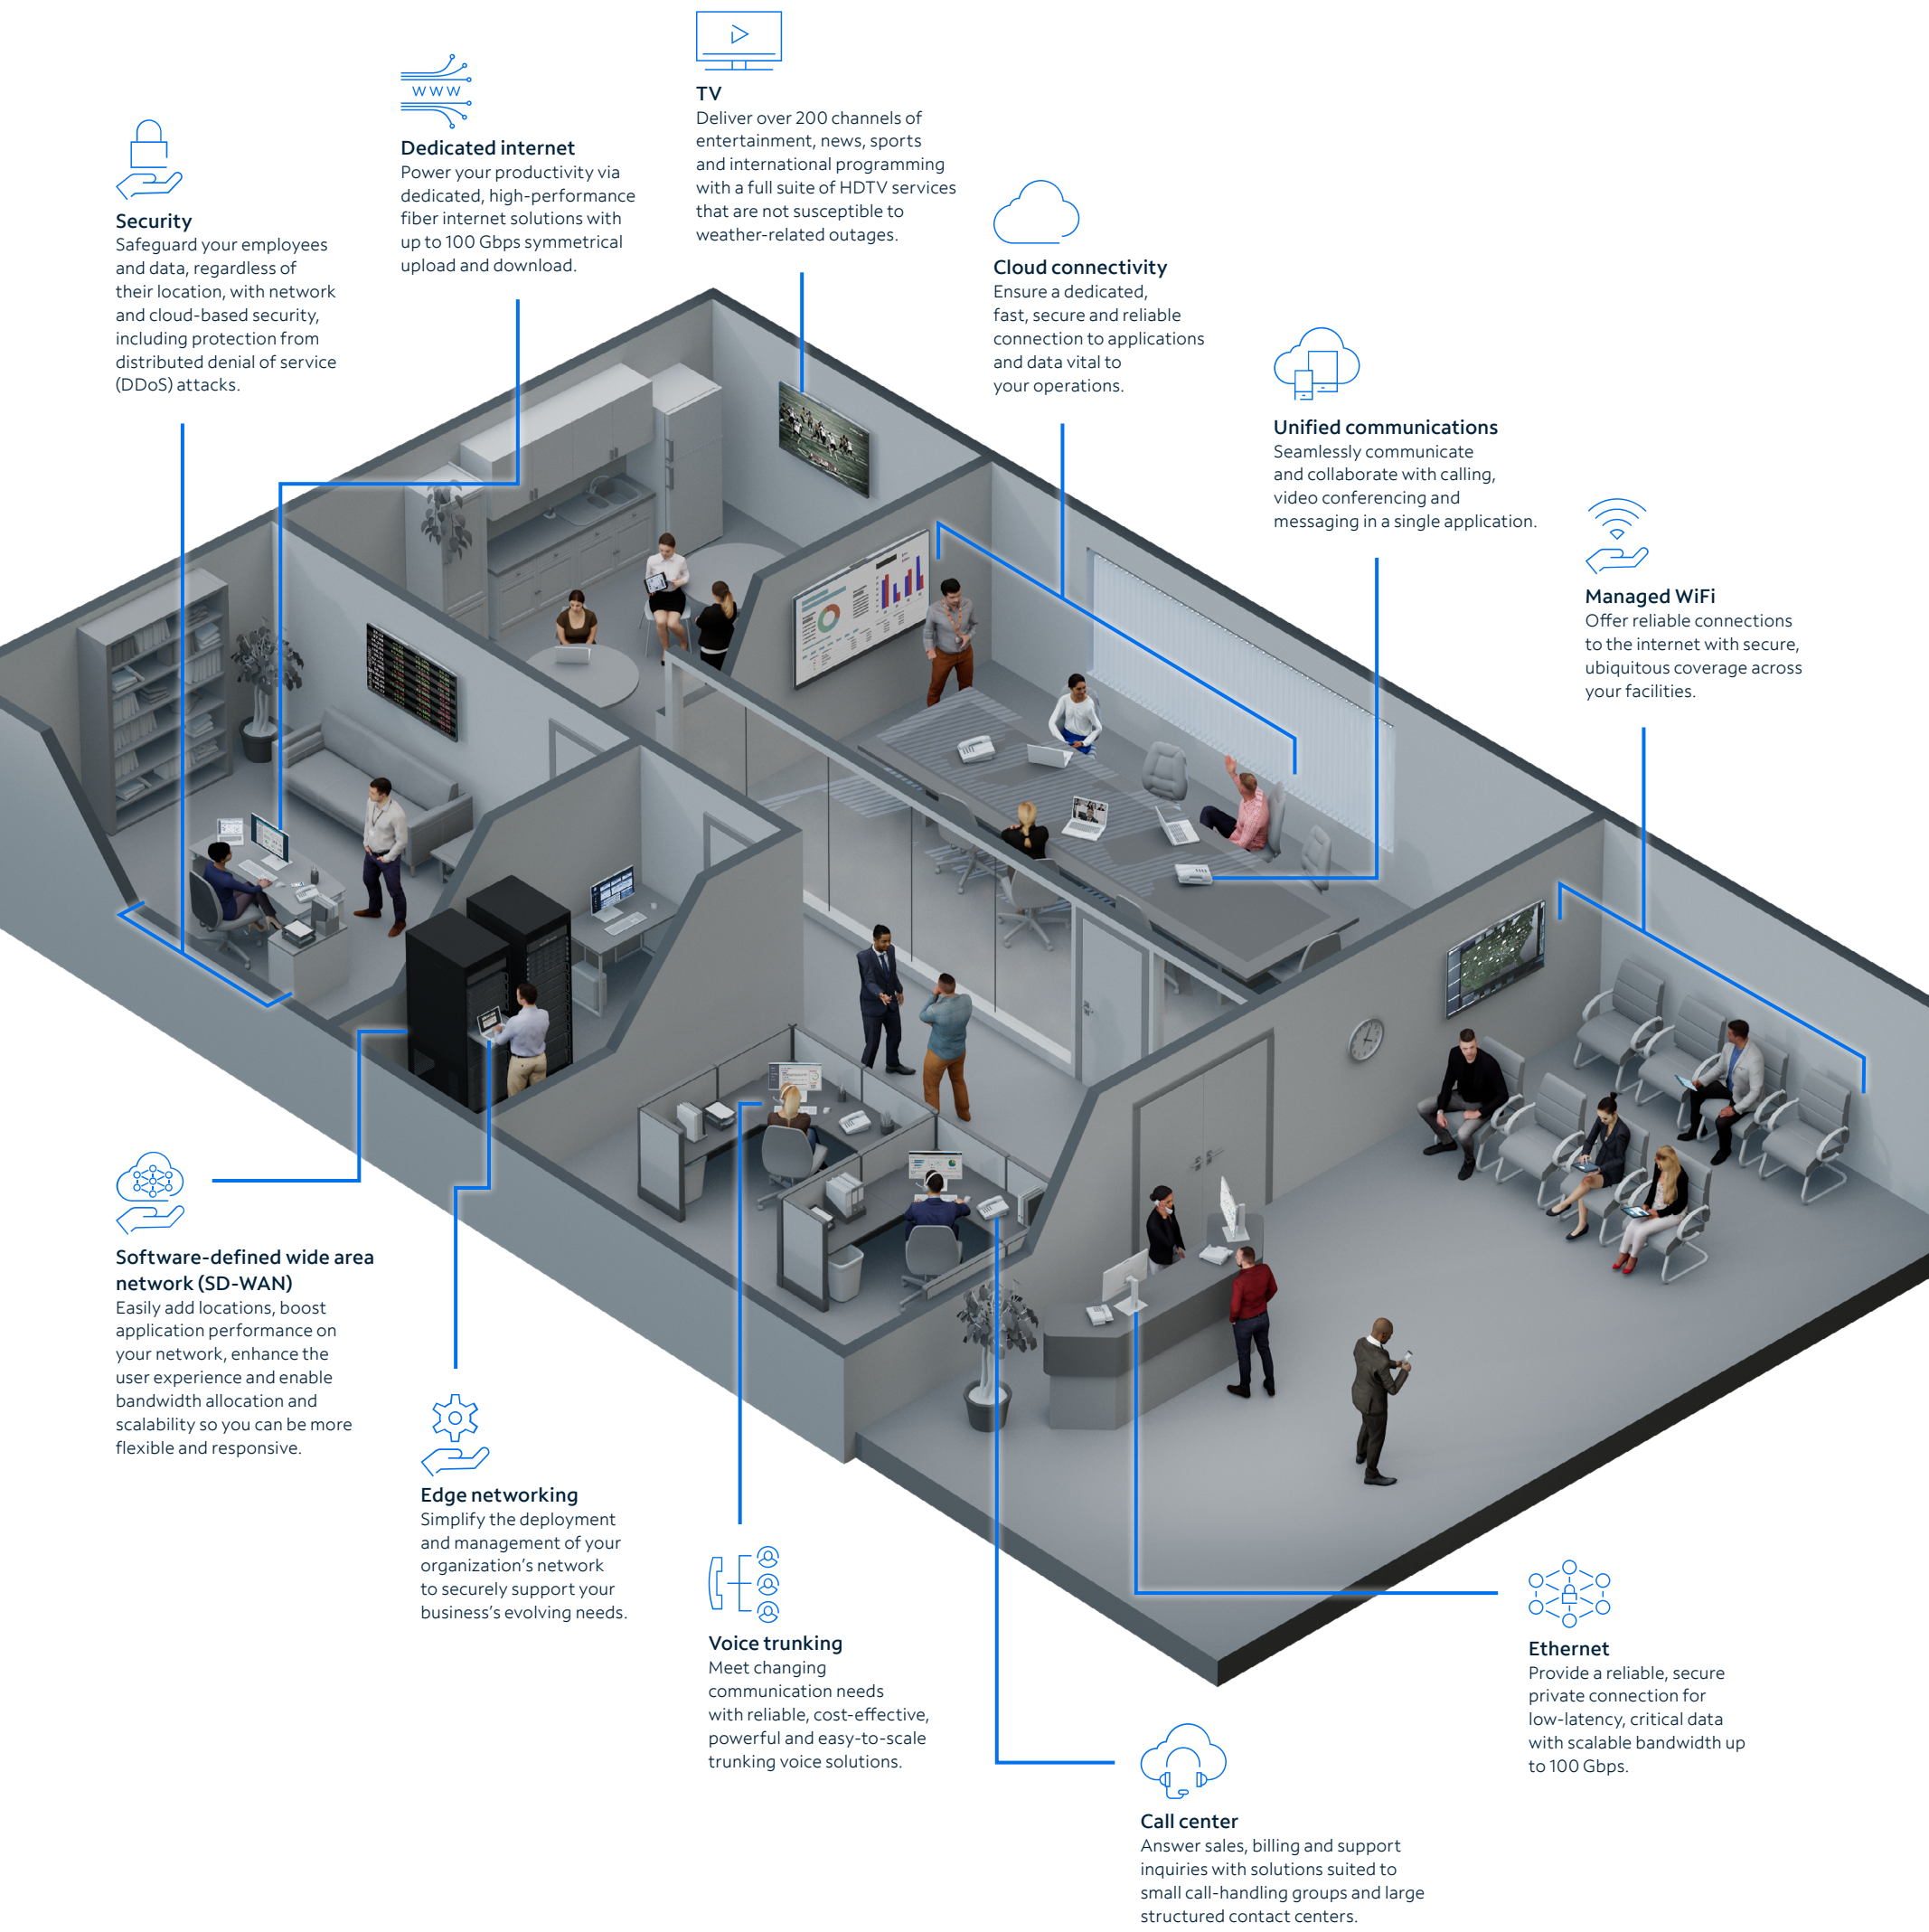 TV
Deliver over 200 channels of
entertainment, news, sports
and international programming
with a full suite of HDTV services
that are not susceptible to
weather-related outages.
WWW
Dedicated internet
Power your productivity via
dedicated, high-performance
fiber internet solutions with
up to 100 Gbps symmetrical
upload and download.
Security
Safeguard your employees
and data, regardless of
their location, with network
and cloud-based security,
including protection from
distributed denial of service
(DDoS) attacks.
Cloud connectivity
Ensure a dedicated,
fast, secure and reliable
connection to applications
and data vital to
your operations.
Unified communications
Seamlessly communicate
and collaborate with calling,
video conferencing and
messaging in a single application.
Managed WiFi
Offer reliable connections
to the internet with secure,
ubiquitous coverage across
your facilities.
Software-defined wide area
network (SD-WAN)
Easily add locations, boost
application performance on
your network, enhance the
user experience and enable
bandwidth allocation and
scalability so you can be more
flexible and responsive.
Edge networking
Simplify the deployment
and management of your
organization's network
to securely support your
business's evolving needs.
Voice trunking
Meet changing
communication needs
with reliable, cost-effective,
powerful and easy-to-scale
trunking voice solutions.
Call center
Answer sales, billing and support
inquiries with solutions suited to
small call-handling groups and large
structured contact centers.
Ethernet
Provide a reliable, secure
private connection for
low-latency, critical data
with scalable bandwidth up
to 100 Gbps.